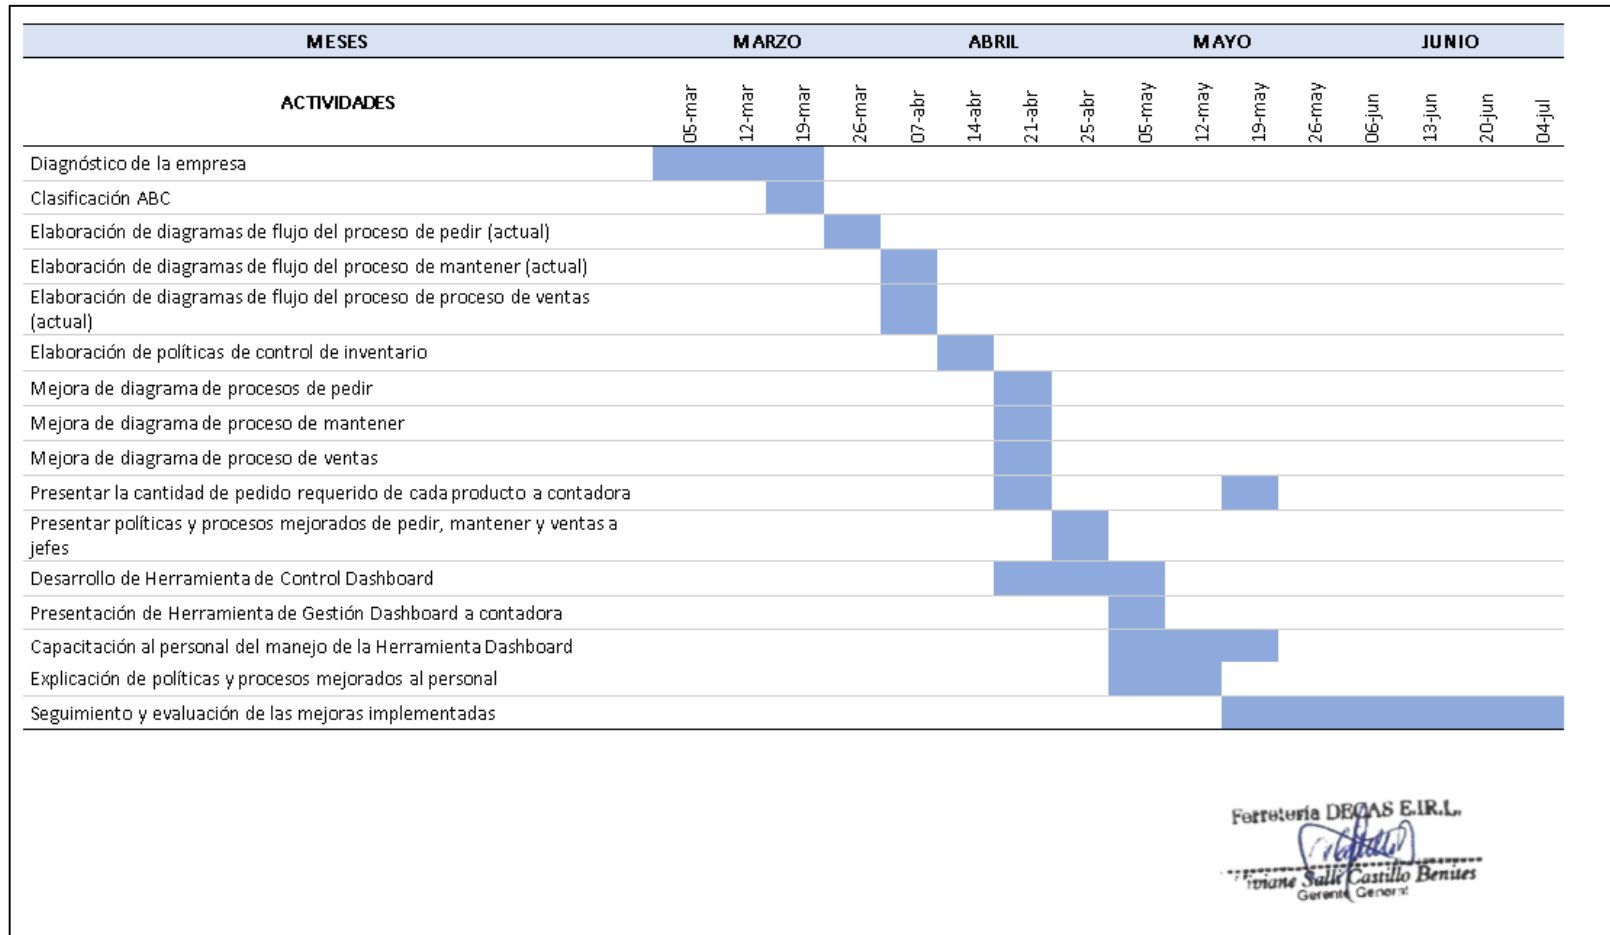 MESES MARZO ABRIL MAYO JUNIO
ACTIVIDADES 05-mar 12-mar 19-mar 26-mar 07-abr 14-abr 21-abr 25-abr 05-may 12-may 19-may 26-may 06-jun 13-jun 20-jun 04-jul
Diagnóstico de la empresa
Clasificación ABC
Elaboración de diagramas de flujo del proceso de pedir (actual)
Elaboración de diagramas de flujo del proceso de mantener (actual)
Elaboración de diagramas de flujo del proceso de proceso de ventas
(actual)
Elaboración de políticas de control de inventario
Mejora de diagrama de procesos de pedir
Mejora de diagrama de proceso de mantener
Mejora de diagrama de proceso de ventas
Presentar la cantidad de pedido requerido de cada producto a contadora
Presentar políticas y procesos mejorados de pedir, mantener y ventas a
jefes
Desarrollo de Herramienta de Control Dashboard
Presentación de Herramienta de Gestión Dashboard a contadora
Capacitación al personal del manejo de la Herramienta Dashboard
Explicación de políticas y procesos mejorados al personal
Seguimiento y evaluación de las mejoras implementadas
Ferretería DECAS E.I.R.L.
Castillo Benites
Gerente General